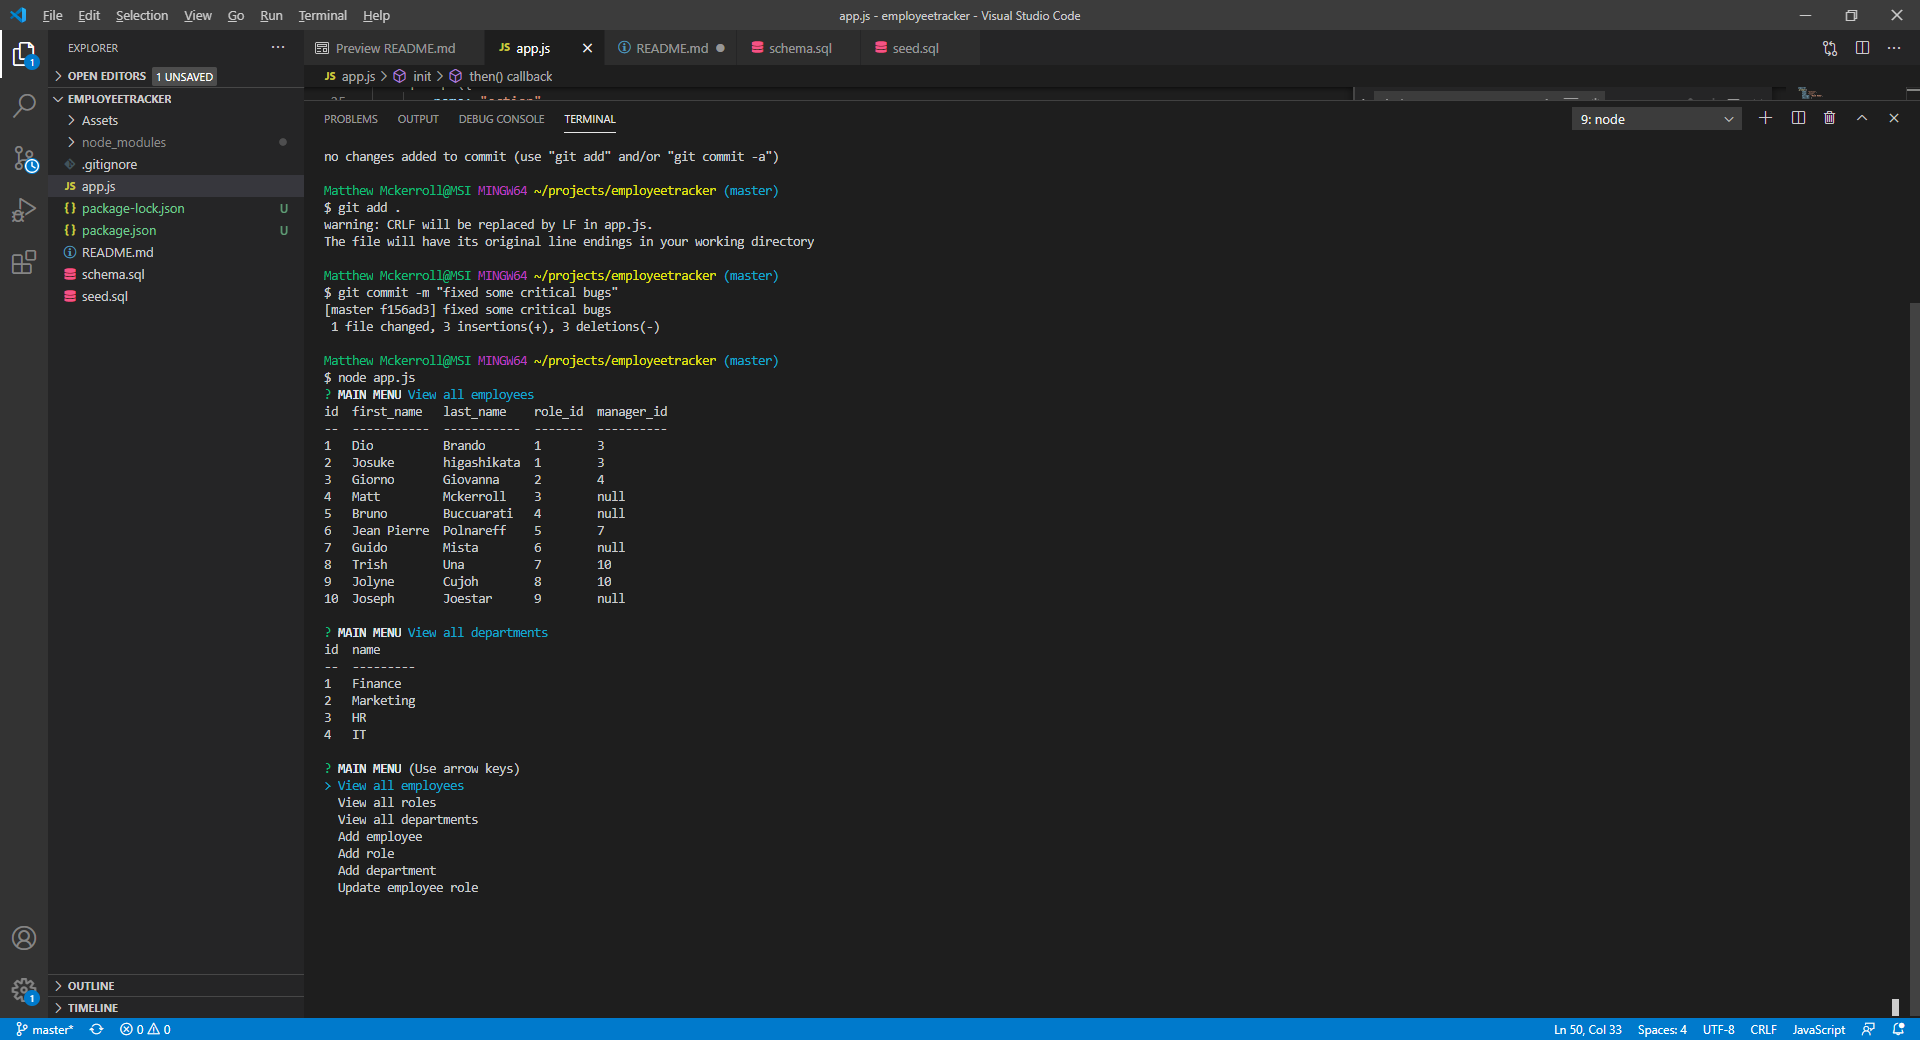 File Edit Selection View Go Run Terminal Help
app.js - employeetracker - Visual Studio Code
EXPLORER
OPEN EDITORS 1 UNSAVED
EMPLOYEETRACKER
Assets
node_modules
.gitignore
JS app.js
{} package-lock.json U
{} package.json U
README.md
schema.sql
seed.sql
OUTLINE
TIMELINE
Preview README.md
JS app.js
README.md
schema.sql
seed.sql
JS app.js > init > then() callback
PROBLEMS OUTPUT DEBUG CONSOLE TERMINAL
9: node
no changes added to commit (use "git add" and/or "git commit -a")
Matthew Mckerroll@MSI MINGW64 ~/projects/employeetracker (master)
$ git add .
warning: CRLF will be replaced by LF in app.js.
The file will have its original line endings in your working directory
Matthew Mckerroll@MSI MINGW64 ~/projects/employeetracker (master)
$ git commit -m "fixed some critical bugs"
[master f156ad3] fixed some critical bugs
1 file changed, 3 insertions(+), 3 deletions(-)
Matthew Mckerroll@MSI MINGW64 ~/projects/employeetracker (master)
$ node app.js
? MAIN MENU View all employees
id first_name last_name role_id manager_id
-- ----------- ----------- ------- ----------
1 Dio Brando 1 3
2 Josuke higashikata 1 3
3 Giorno Giovanna 2 4
4 Matt Mckerroll 3 null
5 Bruno Buccuarati 4 null
6 Jean Pierre Polnareff 5 7
7 Guido Mista 6 null
8 Trish Una 7 10
9 Jolyne Cujoh 8 10
10 Joseph Joestar 9 null
? MAIN MENU View all departments
id name
-- ---------
1 Finance
2 Marketing
3 HR
4 IT
? MAIN MENU (Use arrow keys)
> View all employees
View all roles
View all departments
Add employee
Add role
Add department
Update employee role
master* 0 0
Ln 50, Col 33 Spaces: 4 UTF-8 CRLF JavaScript